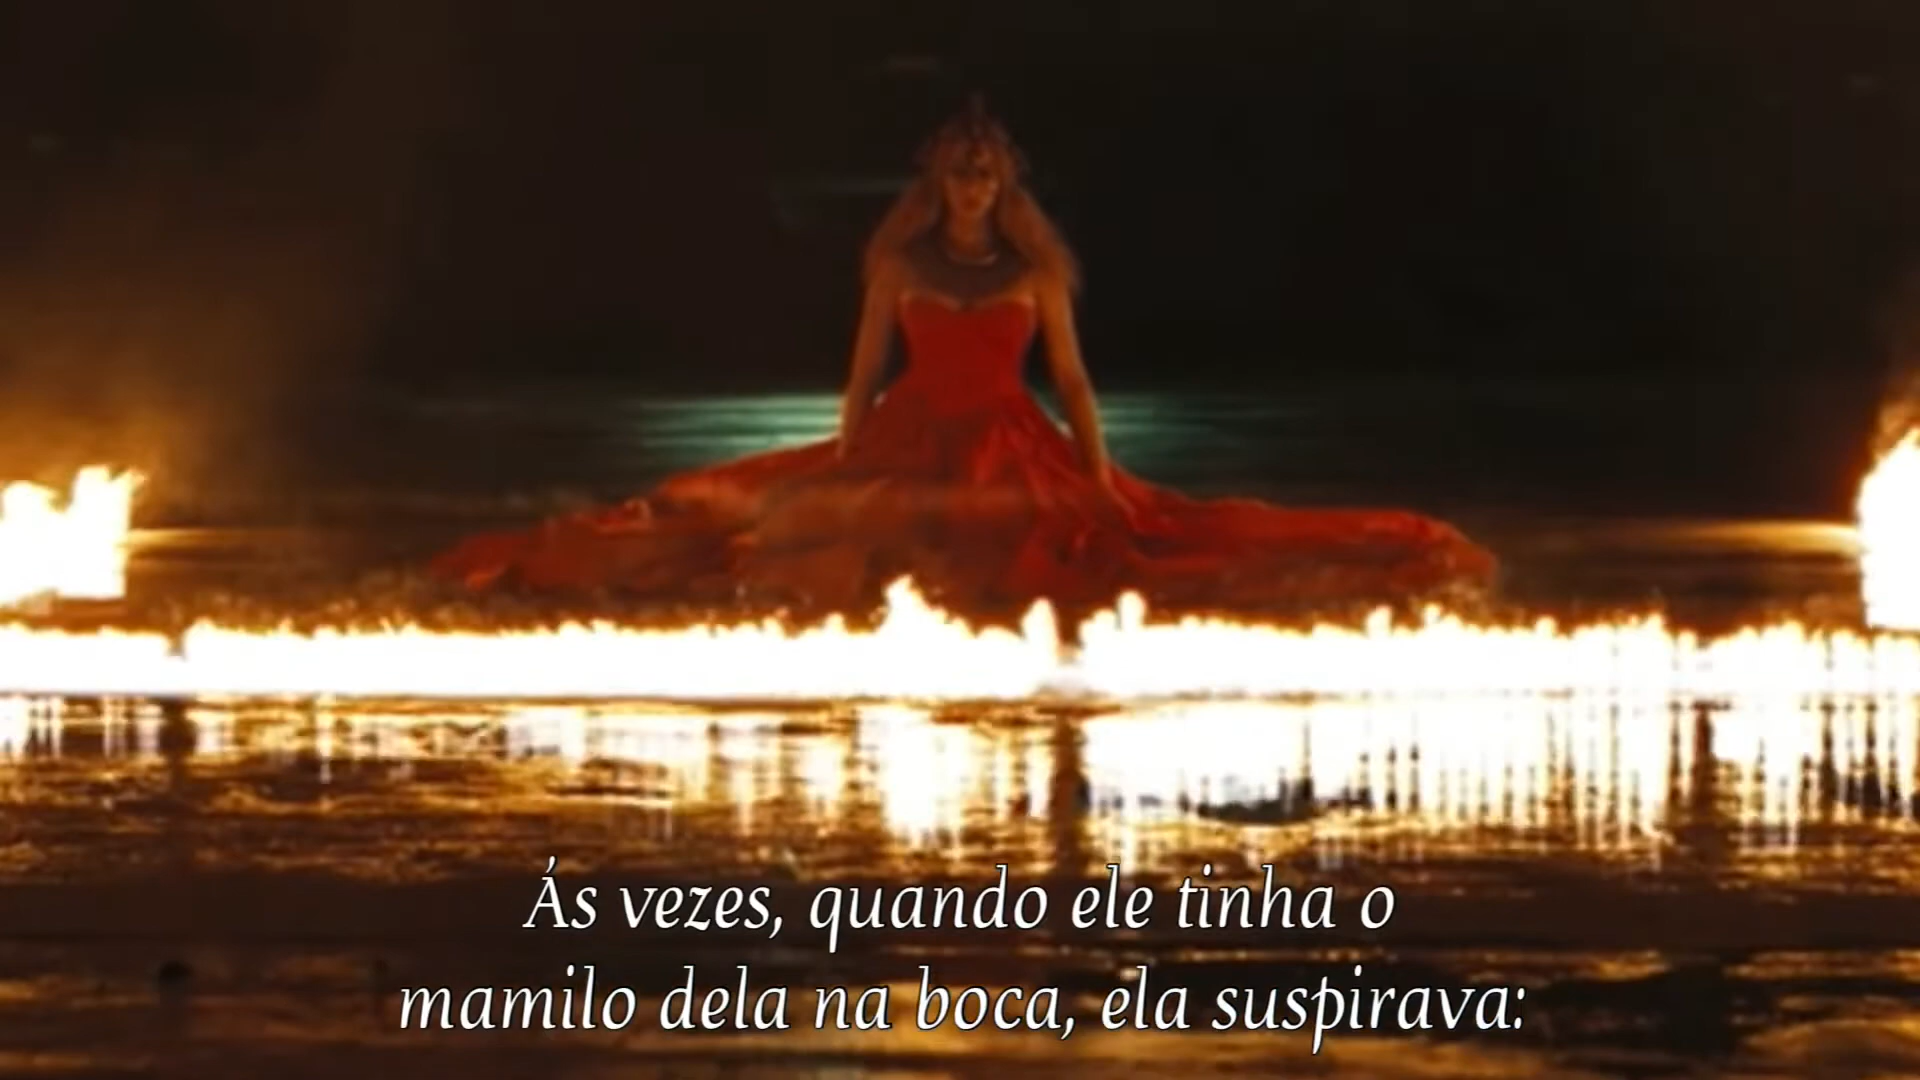 Ás vezes, quando ele tinha o
mamilo dela na boca, ela suspirava: